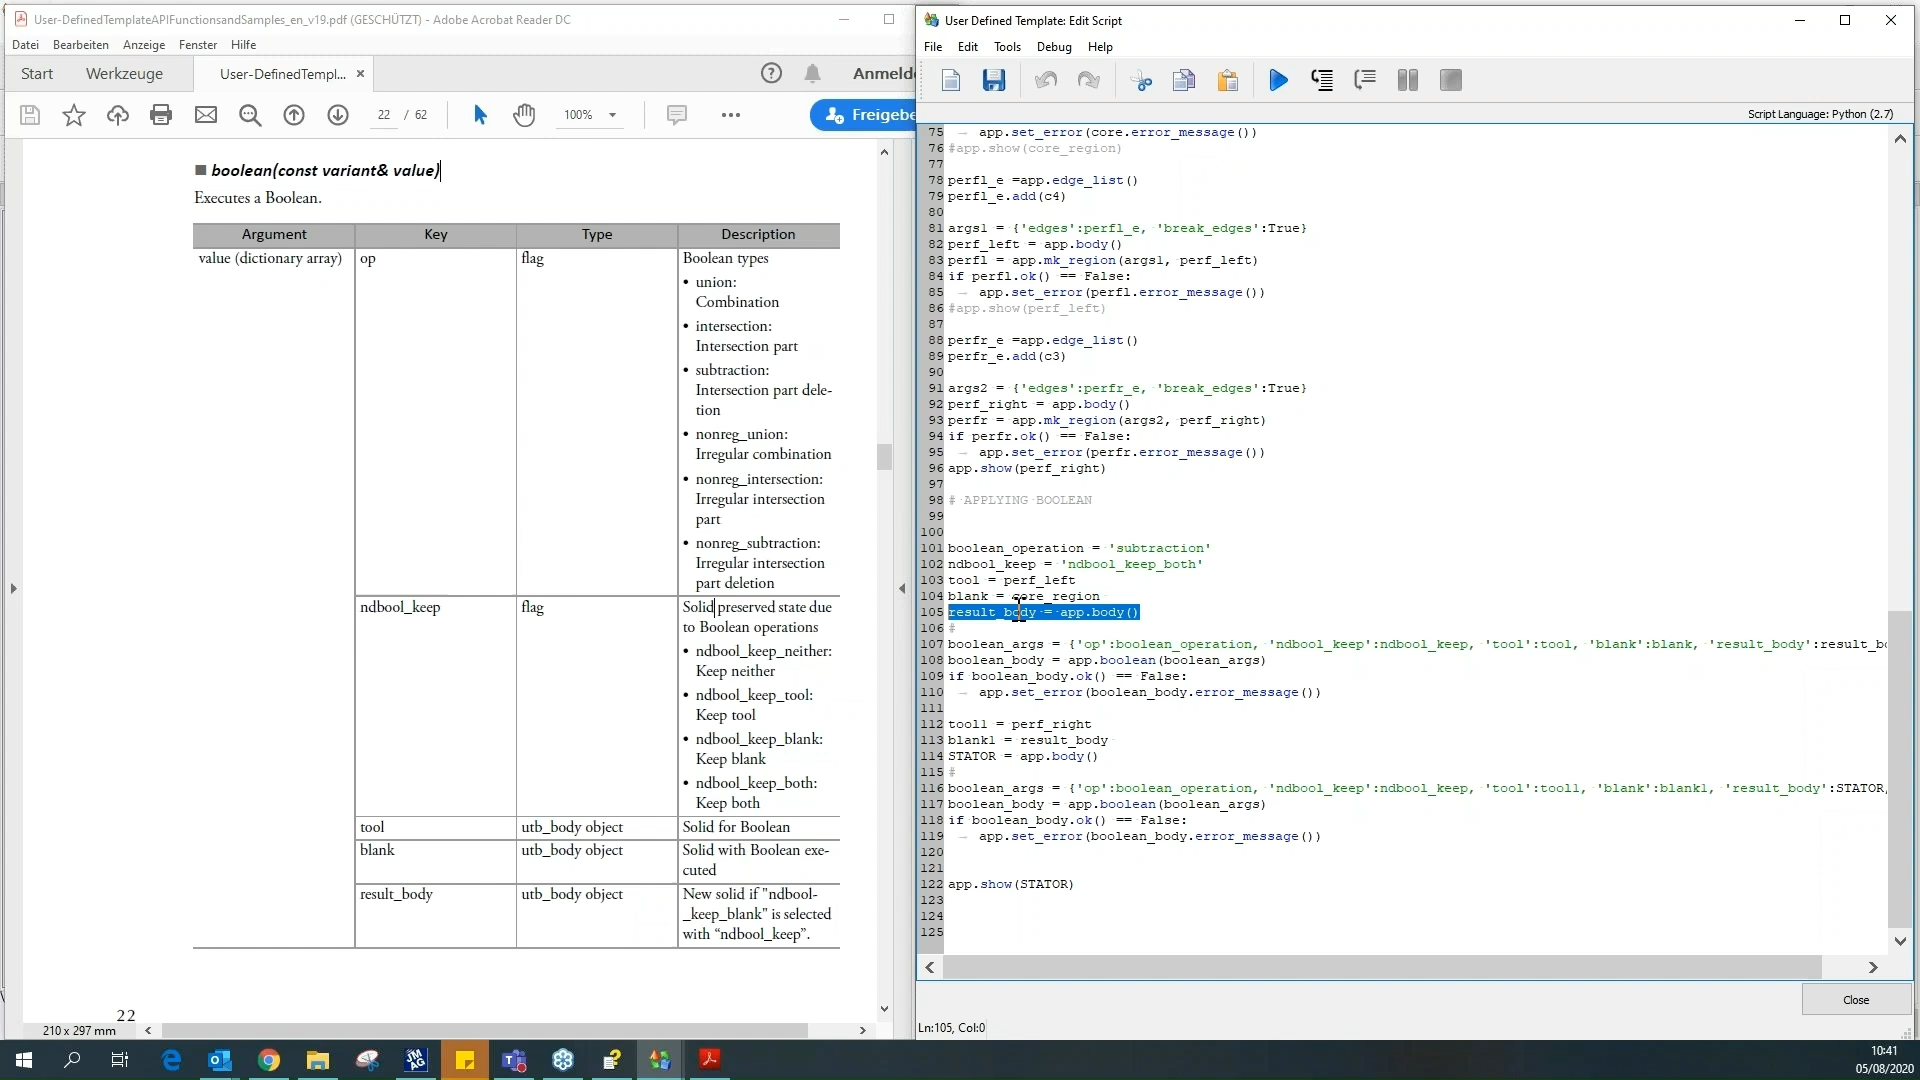 User-DefinedTemplateAPIFunctionsandSamples_en_v19.pdf (GESCHÜTZT) - Adobe Acrobat Reader DC
Datei Bearbeiten Anzeige Fenster Hilfe
Start Werkzeuge User-DefinedTempl... × Anmelde
22 / 62 100% Freigebe
boolean(const variant& value)
Executes a Boolean.
Argument Key Type Description
value (dictionary array) op flag Boolean types
• union:
Combination
• intersection:
Intersection part
• subtraction:
Intersection part dele-
tion
• nonreg_union:
Irregular combination
• nonreg_intersection:
Irregular intersection
part
• nonreg_subtraction:
Irregular intersection
part deletion
ndbool_keep flag Solid preserved state due
to Boolean operations
• ndbool_keep_neither:
Keep neither
• ndbool_keep_tool:
Keep tool
• ndbool_keep_blank:
Keep blank
• ndbool_keep_both:
Keep both
tool utb_body object Solid for Boolean
blank utb_body object Solid with Boolean exe-
cuted
result_body utb_body object New solid if "ndbool-
_keep_blank" is selected
with “ndbool_keep”.
22
210 x 297 mm
User Defined Template: Edit Script
File Edit Tools Debug Help
Script Language: Python (2.7)
75 app.set_error(core.error_message())
76 #app.show(core_region)
77
78 perfl_e =app.edge_list()
79 perfl_e.add(c4)
80
81 args1 = {'edges':perfl_e, 'break_edges':True}
82 perf_left = app.body()
83 perfl = app.mk_region(args1, perf_left)
84 if perfl.ok() == False:
85 app.set_error(perfl.error_message())
86 #app.show(perf_left)
87
88 perfr_e =app.edge_list()
89 perfr_e.add(c3)
90
91 args2 = {'edges':perfr_e, 'break_edges':True}
92 perf_right = app.body()
93 perfr = app.mk_region(args2, perf_right)
94 if perfr.ok() == False:
95 app.set_error(perfr.error_message())
96 app.show(perf_right)
97
98 # APPLYING BOOLEAN
99
100
101 boolean_operation = 'subtraction'
102 ndbool_keep = 'ndbool_keep_both'
103 tool = perf_left
104 blank = core_region
105 result_body = app.body()
106 #
107 boolean_args = {'op':boolean_operation, 'ndbool_keep':ndbool_keep, 'tool':tool, 'blank':blank, 'result_body':result_bo
108 boolean_body = app.boolean(boolean_args)
109 if boolean_body.ok() == False:
110 app.set_error(boolean_body.error_message())
111
112 tool1 = perf_right
113 blank1 = result_body
114 STATOR = app.body()
115 #
116 boolean_args = {'op':boolean_operation, 'ndbool_keep':ndbool_keep, 'tool':tool1, 'blank':blank1, 'result_body':STATOR,
117 boolean_body = app.boolean(boolean_args)
118 if boolean_body.ok() == False:
119 app.set_error(boolean_body.error_message())
120
121
122 app.show(STATOR)
123
124
125
Close
Ln:105, Col:0
JM
AG
10:41
05/08/2020